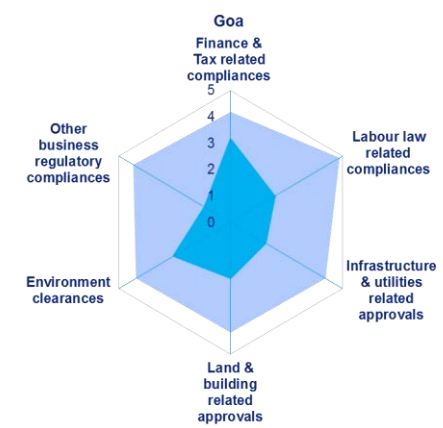 Goa
Finance &
Tax related
compliances
5
4
3
2
1
0
Labour law
related
compliances
Infrastructure
& utilities
related
approvals
Land &
building
related
approvals
Environment
clearances
Other
business
regulatory
compliances